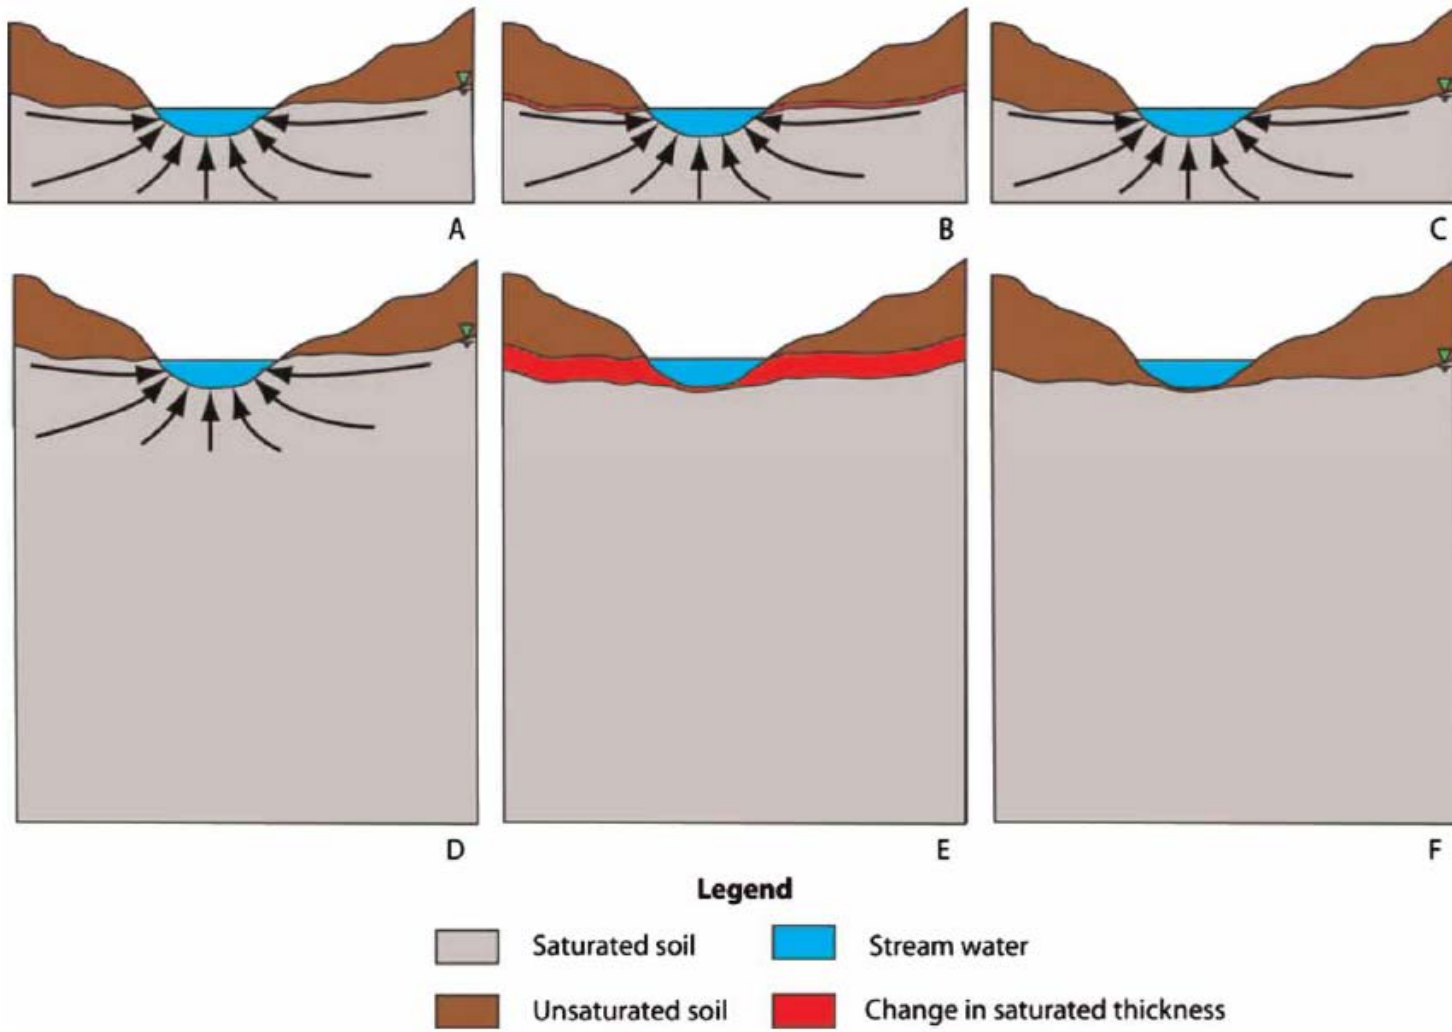 A
B
C
D
E
F
Legend
Saturated soil
Stream water
Unsaturated soil
Change in saturated thickness